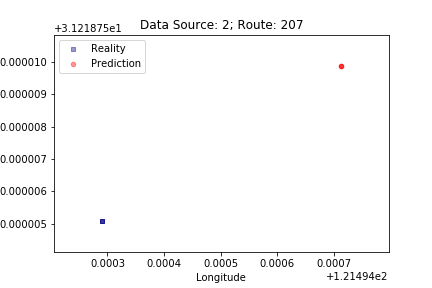 Data Source: 2; Route: 207
+3.121875e1
Reality
Prediction
0.000010
0.000009
0.000008
0.000007
0.000006
0.000005
0.0003 0.0004 0.0005 0.0006 0.0007
Longitude
+1.21494e2